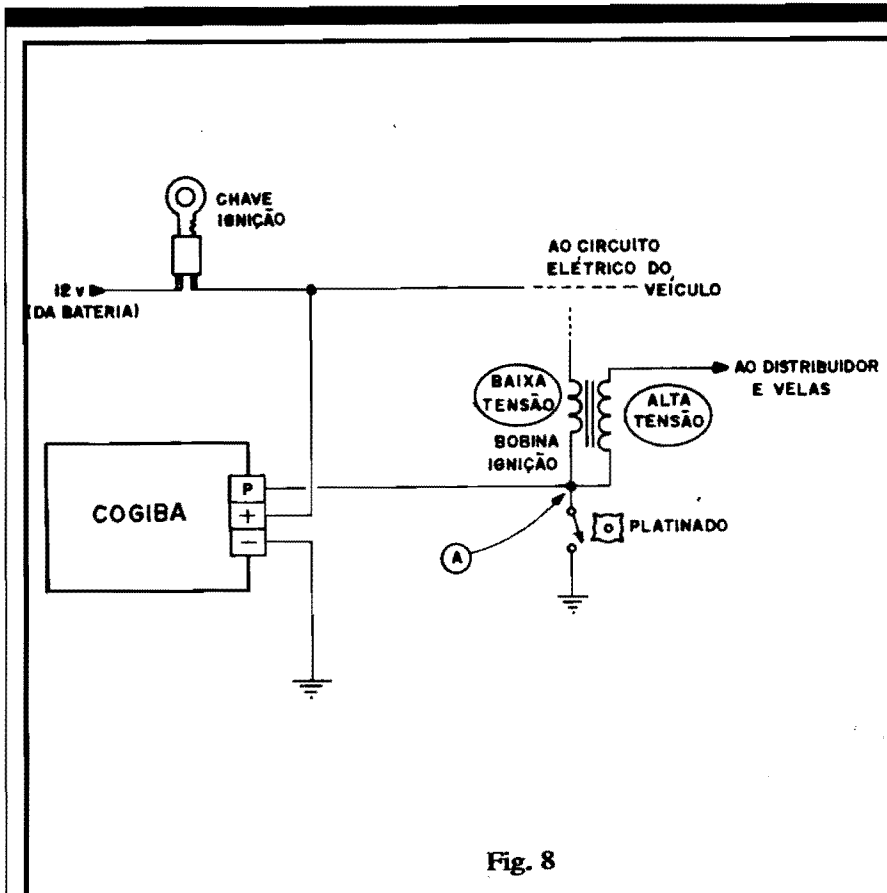 CHAVE
IGNIÇÃO
12 v
(DA BATERIA)
AO CIRCUITO
ELÉTRICO DO
VEÍCULO
BAIXA
TENSÃO
ALTA
TENSÃO
AO DISTRIBUIDOR
E VELAS
BOBINA
IGNIÇÃO
COGIBA
P
+
−
A
PLATINADO
Fig. 8